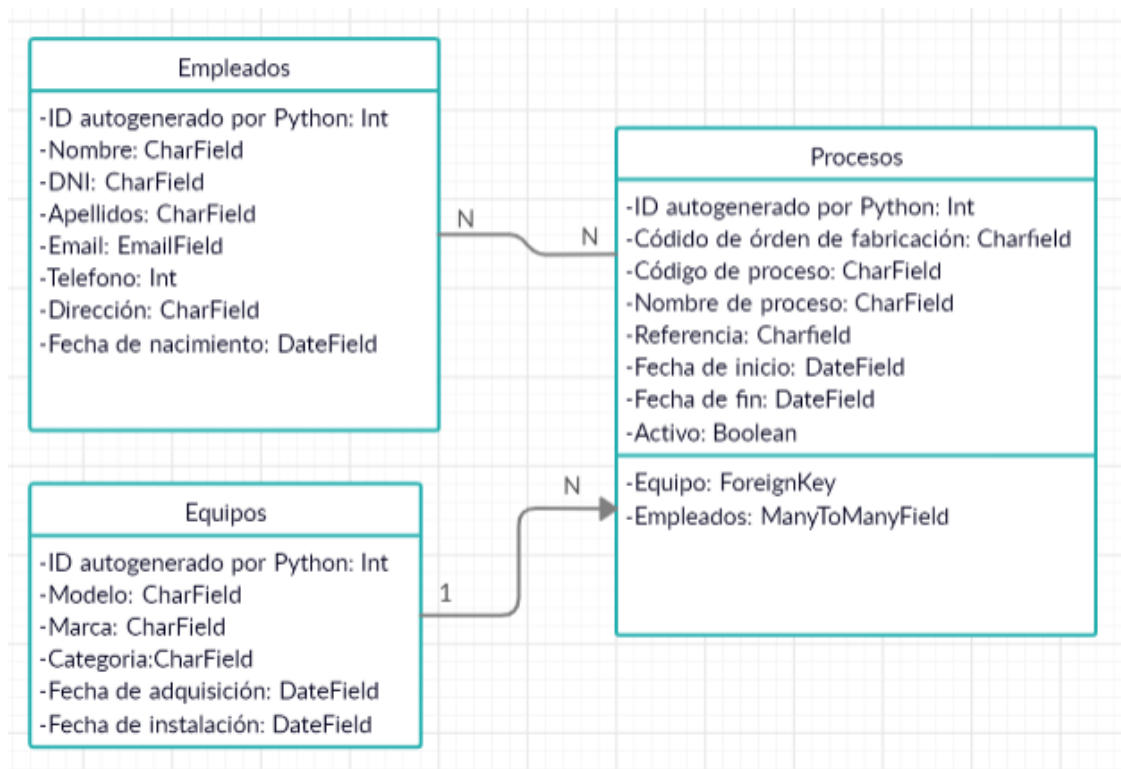 Empleados
-ID autogenerado por Python: Int
-Nombre: CharField
-DNI: CharField
-Apellidos: CharField
-Email: EmailField
-Telefono: Int
-Dirección: CharField
-Fecha de nacimiento: DateField
N
N
Procesos
-ID autogenerado por Python: Int
-Códido de órden de fabricación: Charfield
-Código de proceso: CharField
-Nombre de proceso: CharField
-Referencia: Charfield
-Fecha de inicio: DateField
-Fecha de fin: DateField
-Activo: Boolean
-Equipo: ForeignKey
-Empleados: ManyToManyField
Equipos
-ID autogenerado por Python: Int
-Modelo: CharField
-Marca: CharField
-Categoria:CharField
-Fecha de adquisición: DateField
-Fecha de instalación: DateField
1
N